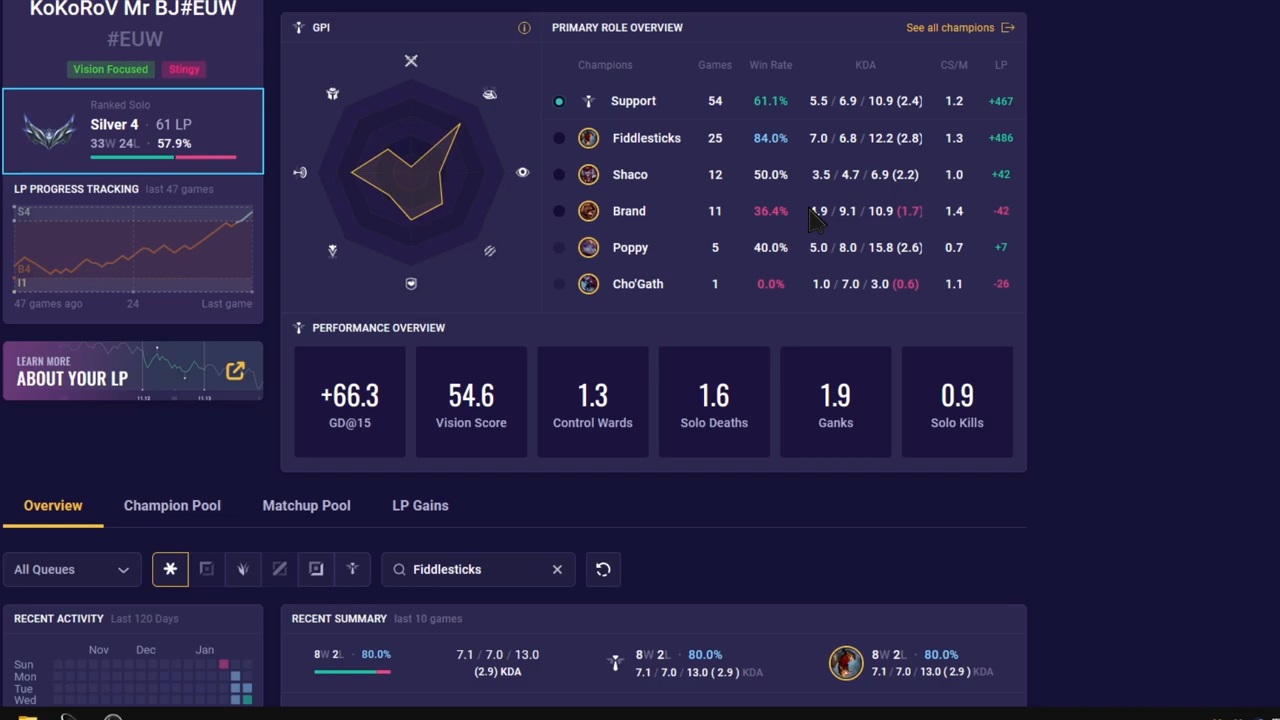 KoKoRoV Mr BJ#EUW
#EUW
Vision Focused Stingy
Ranked Solo
Silver 4 · 61 LP
33W 24L · 57.9%
LP PROGRESS TRACKING last 47 games
S4
B4
I1
47 games ago 24 Last game
LEARN MORE
ABOUT YOUR LP
GPI
PRIMARY ROLE OVERVIEW See all champions
Champions Games Win Rate KDA CS/M LP
Support 54 61.1% 5.5 / 6.9 / 10.9 (2.4) 1.2 +467
Fiddlesticks 25 84.0% 7.0 / 6.8 / 12.2 (2.8) 1.3 +486
Shaco 12 50.0% 3.5 / 4.7 / 6.9 (2.2) 1.0 +42
Brand 11 36.4% 4.9 / 9.1 / 10.9 (1.7) 1.4 -42
Poppy 5 40.0% 5.0 / 8.0 / 15.8 (2.6) 0.7 +7
Cho'Gath 1 0.0% 1.0 / 7.0 / 3.0 (0.6) 1.1 -26
PERFORMANCE OVERVIEW
+66.3 54.6 1.3 1.6 1.9 0.9
GD@15 Vision Score Control Wards Solo Deaths Ganks Solo Kills
Overview Champion Pool Matchup Pool LP Gains
All Queues Fiddlesticks
RECENT ACTIVITY Last 120 Days
Nov Dec Jan
Sun
Mon
Tue
Wed
RECENT SUMMARY last 10 games
8W 2L · 80.0% 7.1 / 7.0 / 13.0 8W 2L · 80.0% 8W 2L · 80.0%
(2.9) KDA 7.1 / 7.0 / 13.0 ( 2.9 ) KDA 7.1 / 7.0 / 13.0 ( 2.9 ) KDA